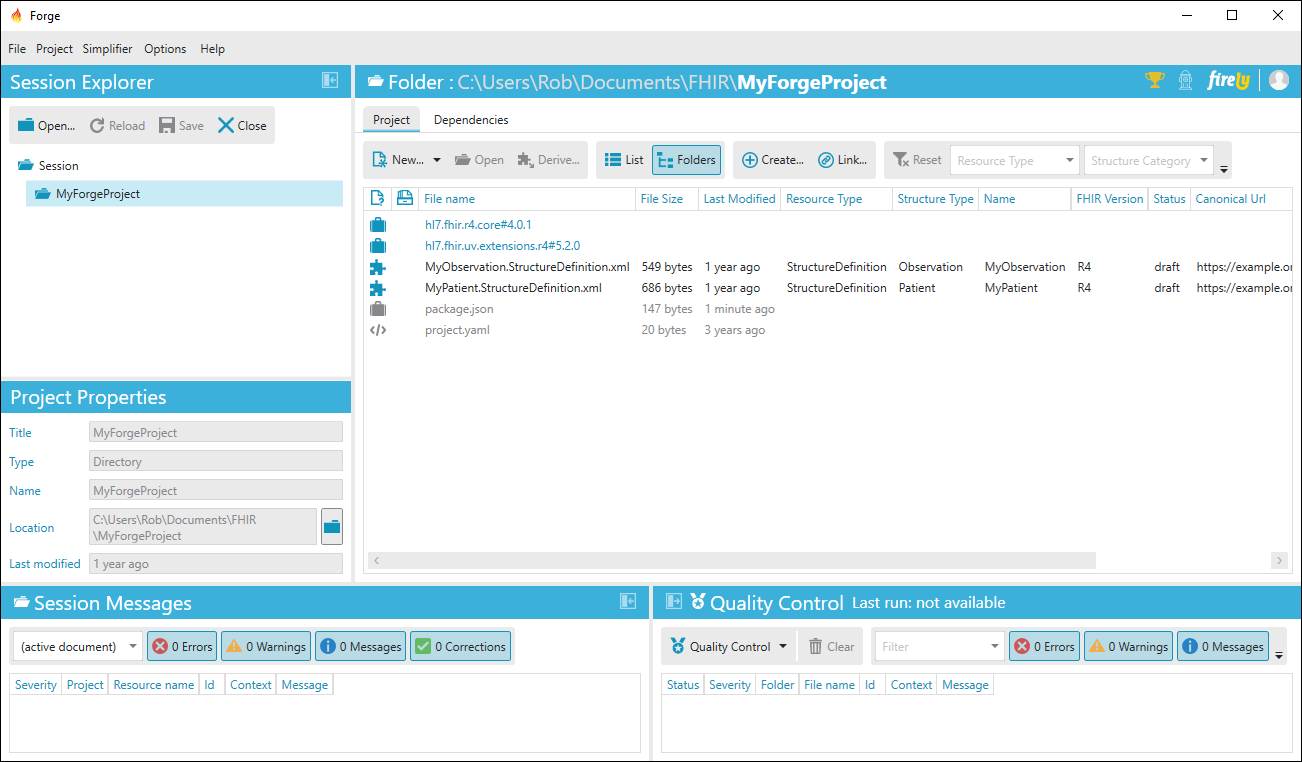 Forge
File Project Simplifier Options Help
Session Explorer
Open... Reload Save Close
Session
MyForgeProject
Folder : C:\Users\Rob\Documents\FHIR\MyForgeProject
firely
Project Dependencies
New... Open Derive... List Folders Create... Link... Reset Resource Type Structure Category
File name File Size Last Modified Resource Type Structure Type Name FHIR Version Status Canonical Url
hl7.fhir.r4.core#4.0.1
hl7.fhir.uv.extensions.r4#5.2.0
MyObservation.StructureDefinition.xml 549 bytes 1 year ago StructureDefinition Observation MyObservation R4 draft https://example.or
MyPatient.StructureDefinition.xml 686 bytes 1 year ago StructureDefinition Patient MyPatient R4 draft https://example.or
package.json 147 bytes 1 minute ago
project.yaml 20 bytes 3 years ago
Project Properties
Title MyForgeProject
Type Directory
Name MyForgeProject
Location C:\Users\Rob\Documents\FHIR
\MyForgeProject
Last modified 1 year ago
Session Messages
(active document) 0 Errors 0 Warnings 0 Messages 0 Corrections
Severity Project Resource name Id Context Message
Quality Control Last run: not available
Quality Control Clear Filter 0 Errors 0 Warnings 0 Messages
Status Severity Folder File name Id Context Message